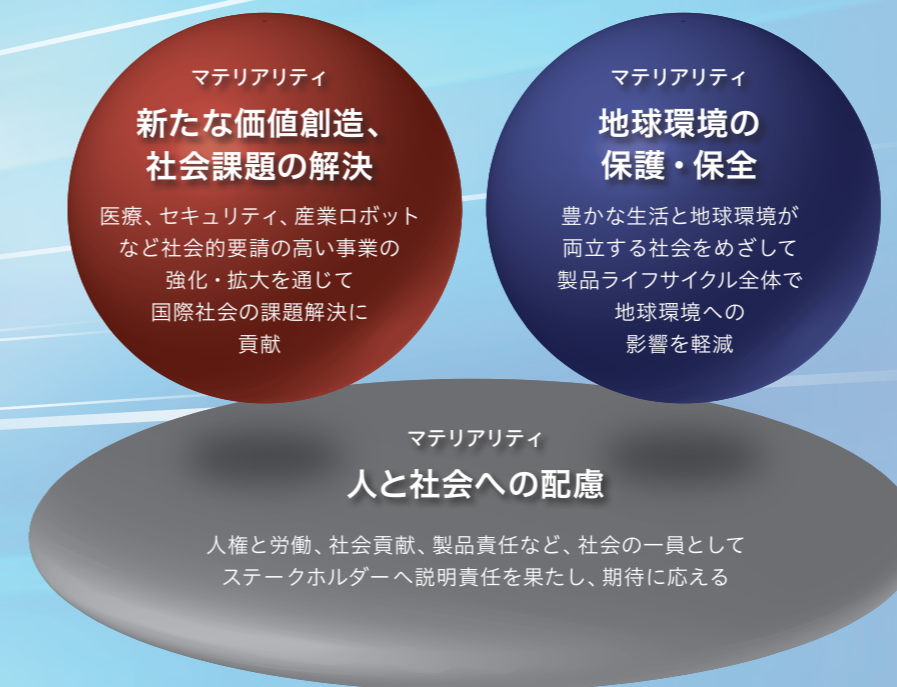 マテリアリティ
新たな価値創造、
社会課題の解決
医療、セキュリティ、産業ロボット
など社会的要請の高い事業の
強化・拡大を通じて
国際社会の課題解決に
貢献
マテリアリティ
地球環境の
保護・保全
豊かな生活と地球環境が
両立する社会をめざして
製品ライフサイクル全体で
地球環境への
影響を軽減
マテリアリティ
人と社会への配慮
人権と労働、社会貢献、製品責任など、社会の一員として
ステークホルダーへ説明責任を果たし、期待に応える